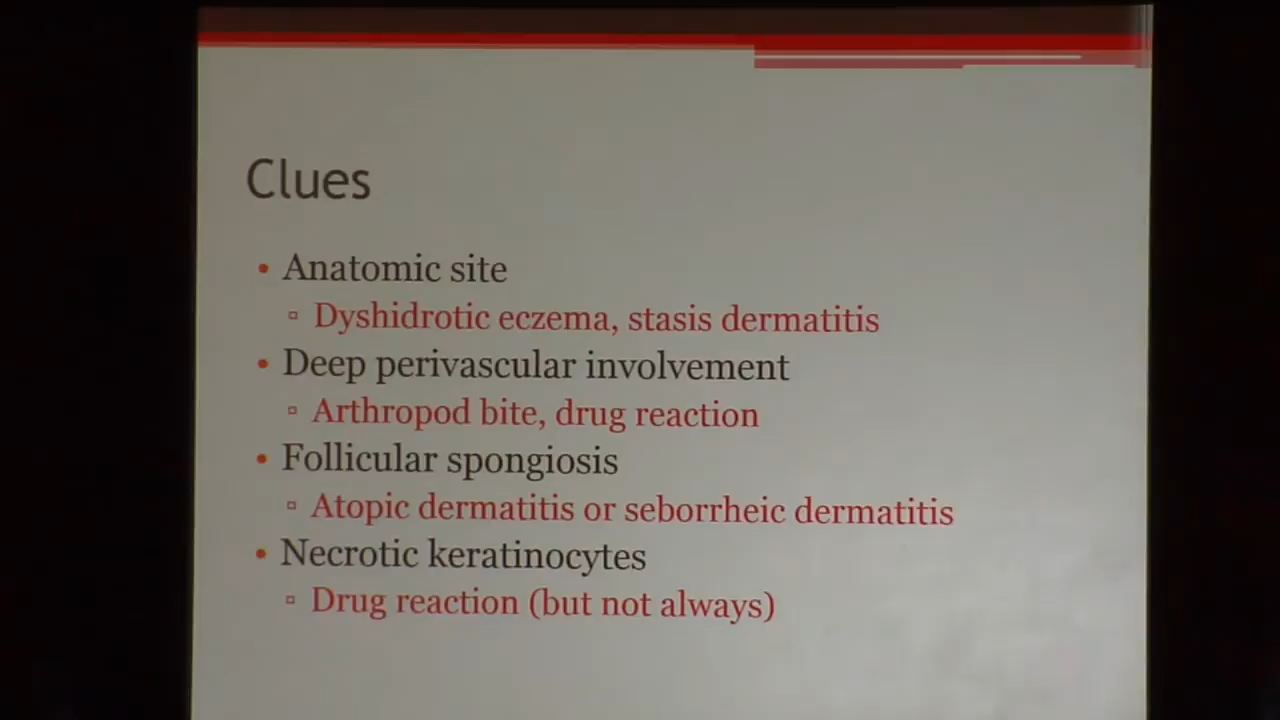 Clues
• Anatomic site
▫ Dyshidrotic eczema, stasis dermatitis
• Deep perivascular involvement
▫ Arthropod bite, drug reaction
• Follicular spongiosis
▫ Atopic dermatitis or seborrheic dermatitis
• Necrotic keratinocytes
▫ Drug reaction (but not always)